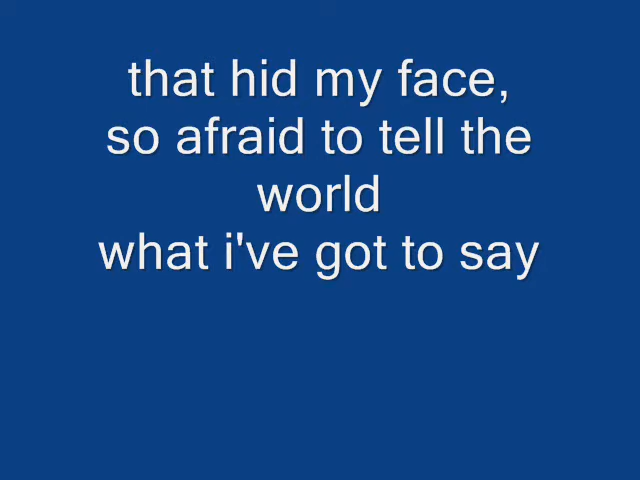 that hid my face,
so afraid to tell the
world
what i've got to say